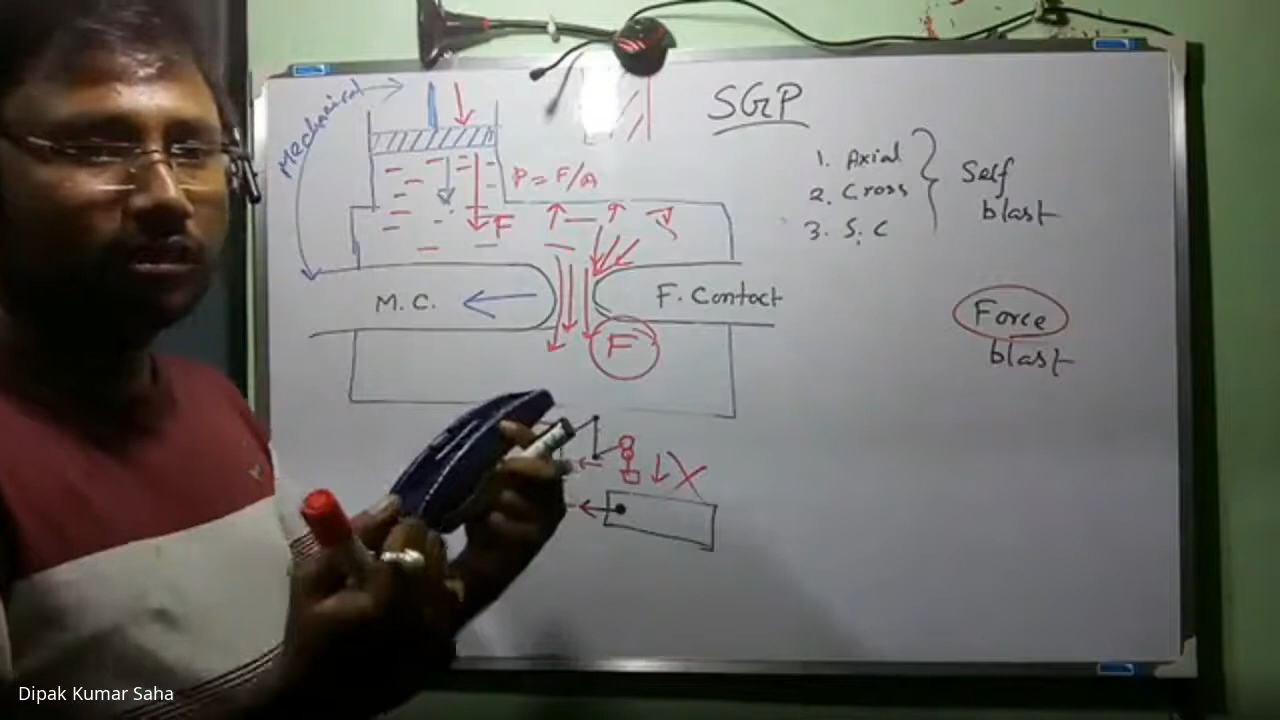 SGP
Mechanical
1. Axial
2. Cross
3. S.C
Self
blast
P = F/A
F
M.C.
F. Contact
F
Force
blast
Dipak Kumar Saha